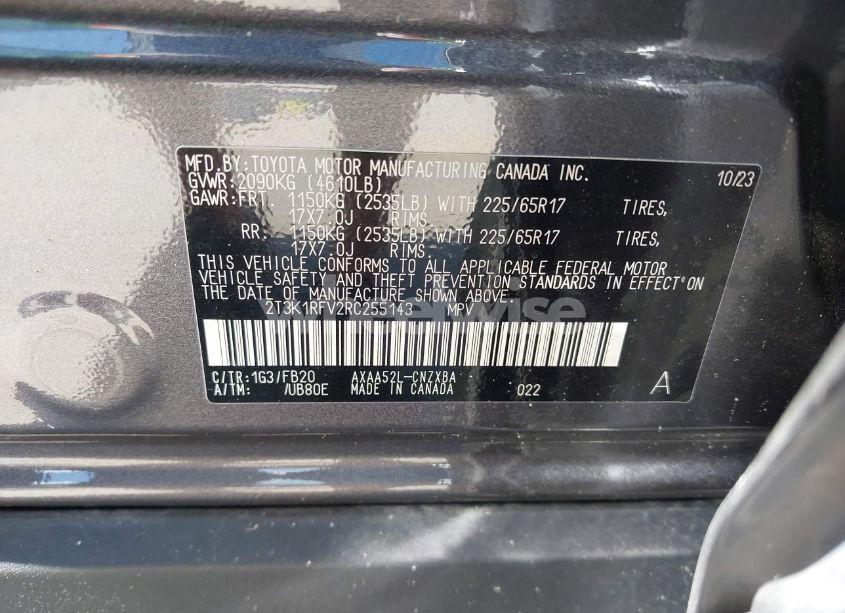 MFD.BY:TOYOTA MOTOR MANUFACTURING CANADA INC. 10/23
GVWR:2090KG (4610LB)
GAWR:FRT. 1150KG (2535LB) WITH 225/65R17 TIRES,
17X7.0J RIMS,
RR. 1150KG (2535LB) WITH 225/65R17 TIRES,
17X7.0J RIMS.
THIS VEHICLE CONFORMS TO ALL APPLICABLE FEDERAL MOTOR
VEHICLE SAFETY AND THEFT PREVENTION STANDARDS IN EFFECT ON
THE DATE OF MANUFACTURE SHOWN ABOVE.
2T3K1RFV2RC255143 MPV
C/TR:1G3/FB20 AXAA52L-CNZXBA
A/TM: /UB80E MADE IN CANADA 022 A